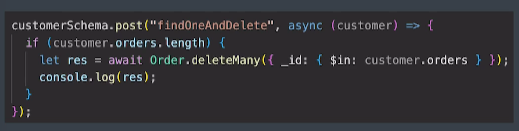 customerSchema.post("findOneAndDelete", async (customer) => {
  if (customer.orders.length) {
    let res = await Order.deleteMany({ _id: { $in: customer.orders } });
    console.log(res);
  }
});